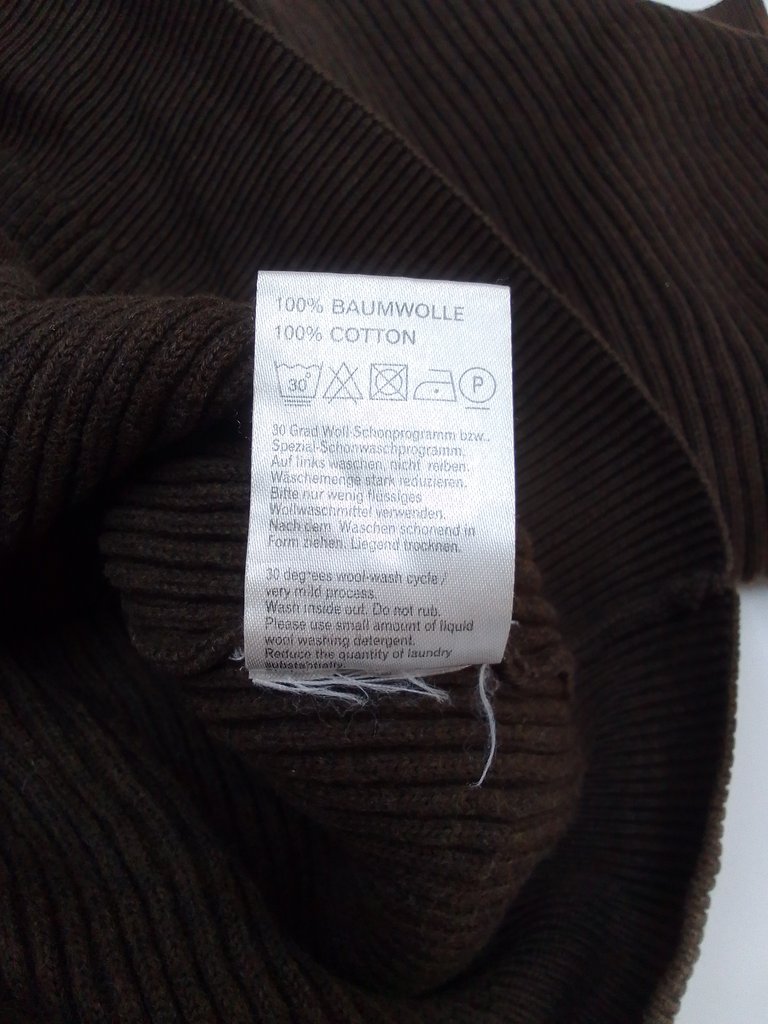 100% BAUMWOLLE
100% COTTON
30° P
30 Grad Woll-Schonprogramm bzw..
Spezial-Schonwaschprogramm.
Auf links waschen, nicht reiben.
Wäschemenge stark reduzieren.
Bitte nur wenig flüssiges
Wollwaschmittel verwenden.
Nach dem Waschen schonend in
Form ziehen. Liegend trocknen.
30 degrees wool-wash cycle /
very mild process.
Wash inside out. Do not rub.
Please use small amount of liquid
wool washing detergent.
Reduce the quantity of laundry
substantially.